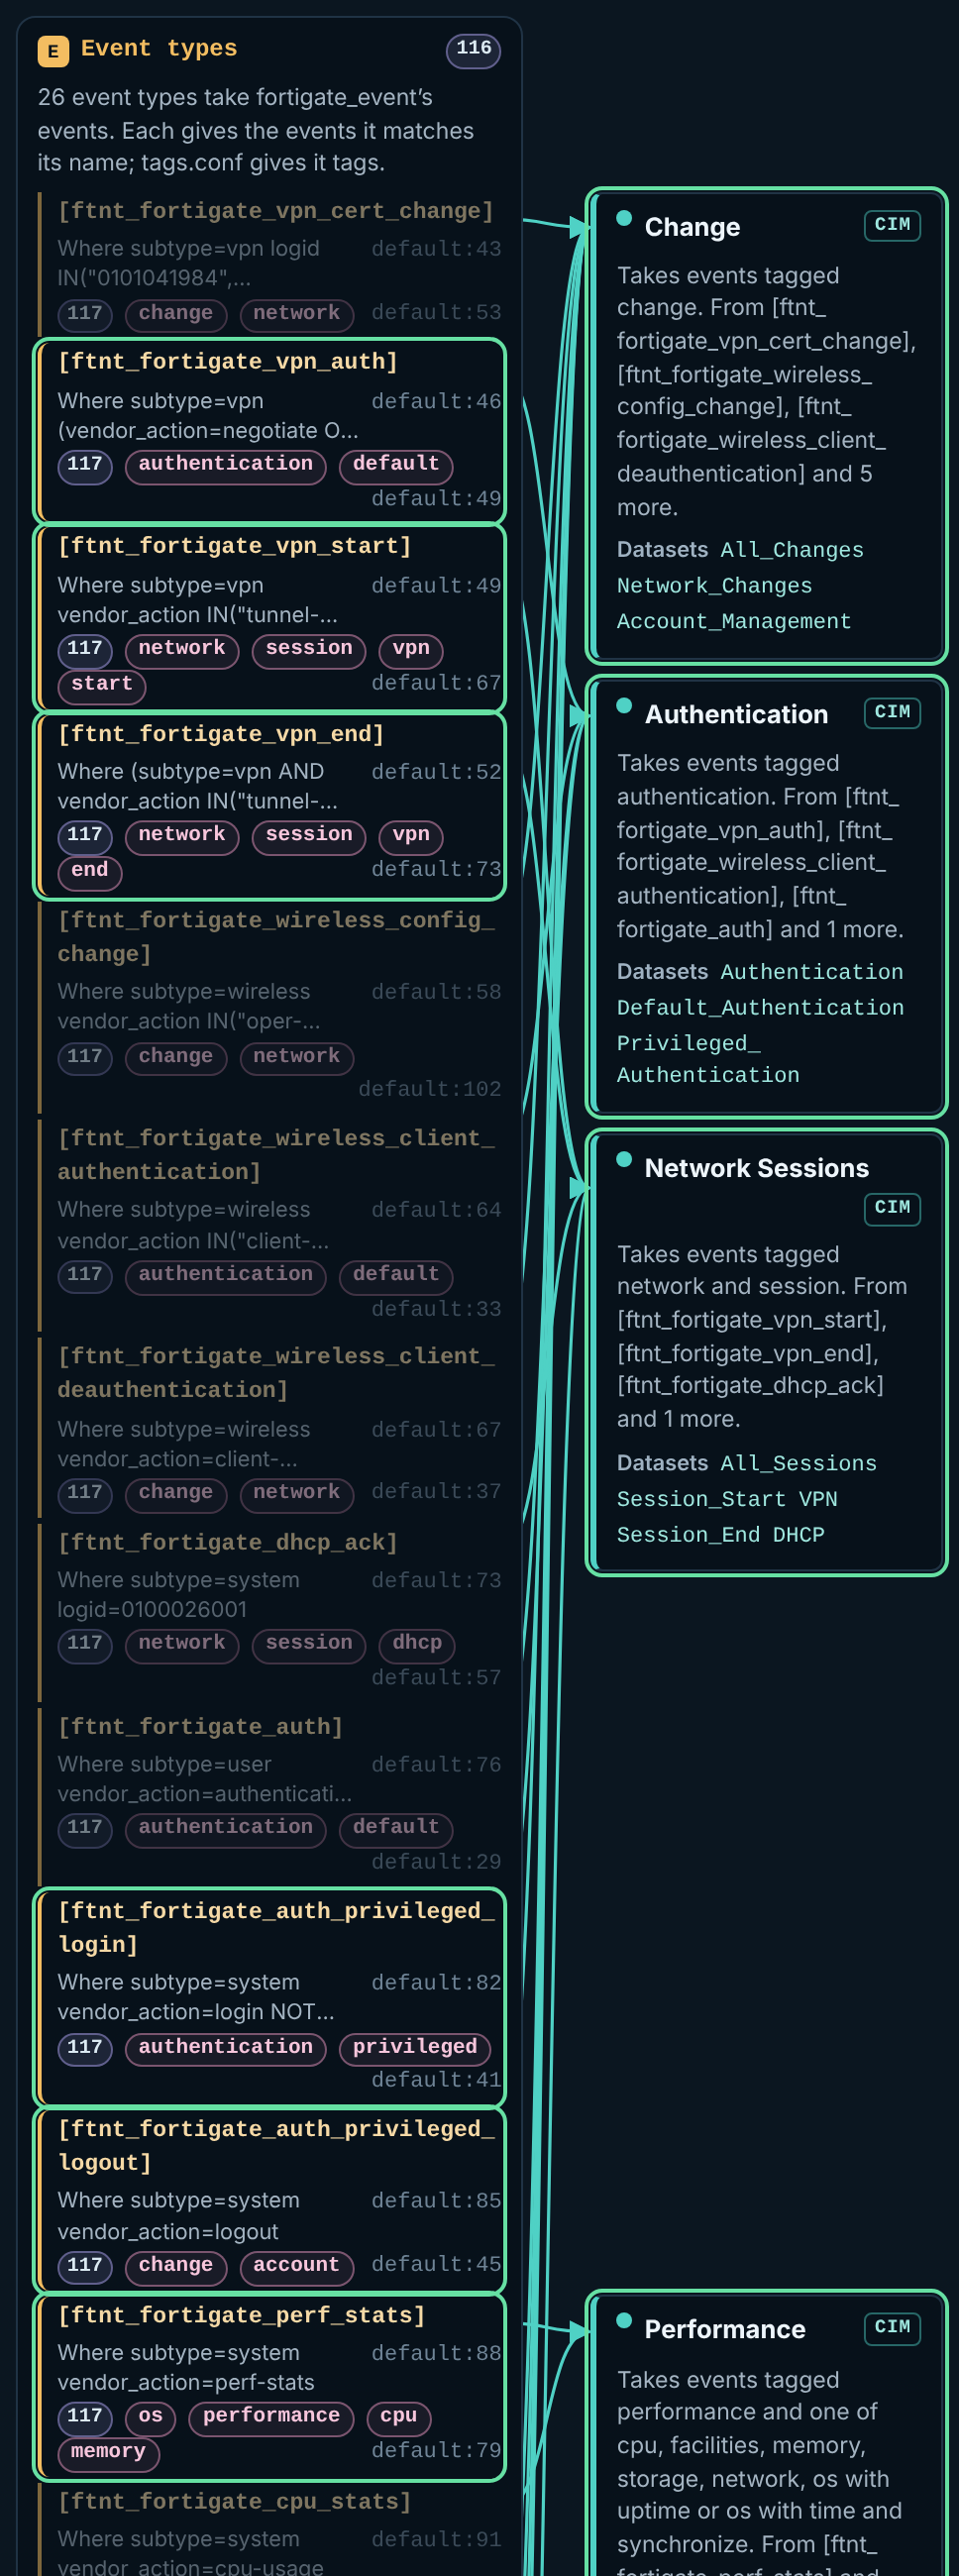 E Event types 116
26 event types take fortigate_event’s
events. Each gives the events it matches
its name; tags.conf gives it tags.
[ftnt_fortigate_vpn_cert_change]
Where subtype=vpn logid default:43
IN("0101041984",...
117 change network default:53
[ftnt_fortigate_vpn_auth]
Where subtype=vpn default:46
(vendor_action=negotiate O...
117 authentication default
default:49
[ftnt_fortigate_vpn_start]
Where subtype=vpn default:49
vendor_action IN("tunnel-...
117 network session vpn
start default:67
[ftnt_fortigate_vpn_end]
Where (subtype=vpn AND default:52
vendor_action IN("tunnel-...
117 network session vpn
end default:73
[ftnt_fortigate_wireless_config_
change]
Where subtype=wireless default:58
vendor_action IN("oper-...
117 change network
default:102
[ftnt_fortigate_wireless_client_
authentication]
Where subtype=wireless default:64
vendor_action IN("client-...
117 authentication default
default:33
[ftnt_fortigate_wireless_client_
deauthentication]
Where subtype=wireless default:67
vendor_action=client-...
117 change network default:37
[ftnt_fortigate_dhcp_ack]
Where subtype=system default:73
logid=0100026001
117 network session dhcp
default:57
[ftnt_fortigate_auth]
Where subtype=user default:76
vendor_action=authenticati...
117 authentication default
default:29
[ftnt_fortigate_auth_privileged_
login]
Where subtype=system default:82
vendor_action=login NOT...
117 authentication privileged
default:41
[ftnt_fortigate_auth_privileged_
logout]
Where subtype=system default:85
vendor_action=logout
117 change account default:45
[ftnt_fortigate_perf_stats]
Where subtype=system default:88
vendor_action=perf-stats
117 os performance cpu
memory default:79
[ftnt_fortigate_cpu_stats]
Where subtype=system default:91
vendor_action=cpu-usage
Change CIM
Takes events tagged
change. From [ftnt_
fortigate_vpn_cert_change],
[ftnt_fortigate_wireless_
config_change], [ftnt_
fortigate_wireless_client_
deauthentication] and 5
more.
Datasets All_Changes
Network_Changes
Account_Management
Authentication CIM
Takes events tagged
authentication. From [ftnt_
fortigate_vpn_auth], [ftnt_
fortigate_wireless_client_
authentication], [ftnt_
fortigate_auth] and 1 more.
Datasets Authentication
Default_Authentication
Privileged_
Authentication
Network Sessions
CIM
Takes events tagged
network and session. From
[ftnt_fortigate_vpn_start],
[ftnt_fortigate_vpn_end],
[ftnt_fortigate_dhcp_ack]
and 1 more.
Datasets All_Sessions
Session_Start VPN
Session_End DHCP
Performance CIM
Takes events tagged
performance and one of
cpu, facilities, memory,
storage, network, os with
uptime or os with time and
synchronize. From [ftnt_
fortigate_perf_stats] and